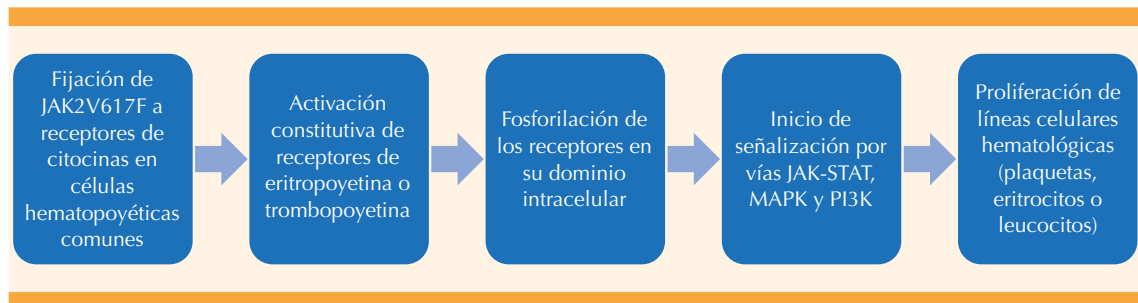 Fijación de
JAK2V617F a
receptores de
citocinas en
células
hematopoyéticas
comunes
Activación
constitutiva de
receptores de
eritropoyetina o
trombopoyetina
Fosforilación de
los receptores en
su dominio
intracelular
Inicio de
señalización por
vías JAK-STAT,
MAPK y PI3K
Proliferación de
líneas celulares
hematológicas
(plaquetas,
eritrocitos o
leucocitos)